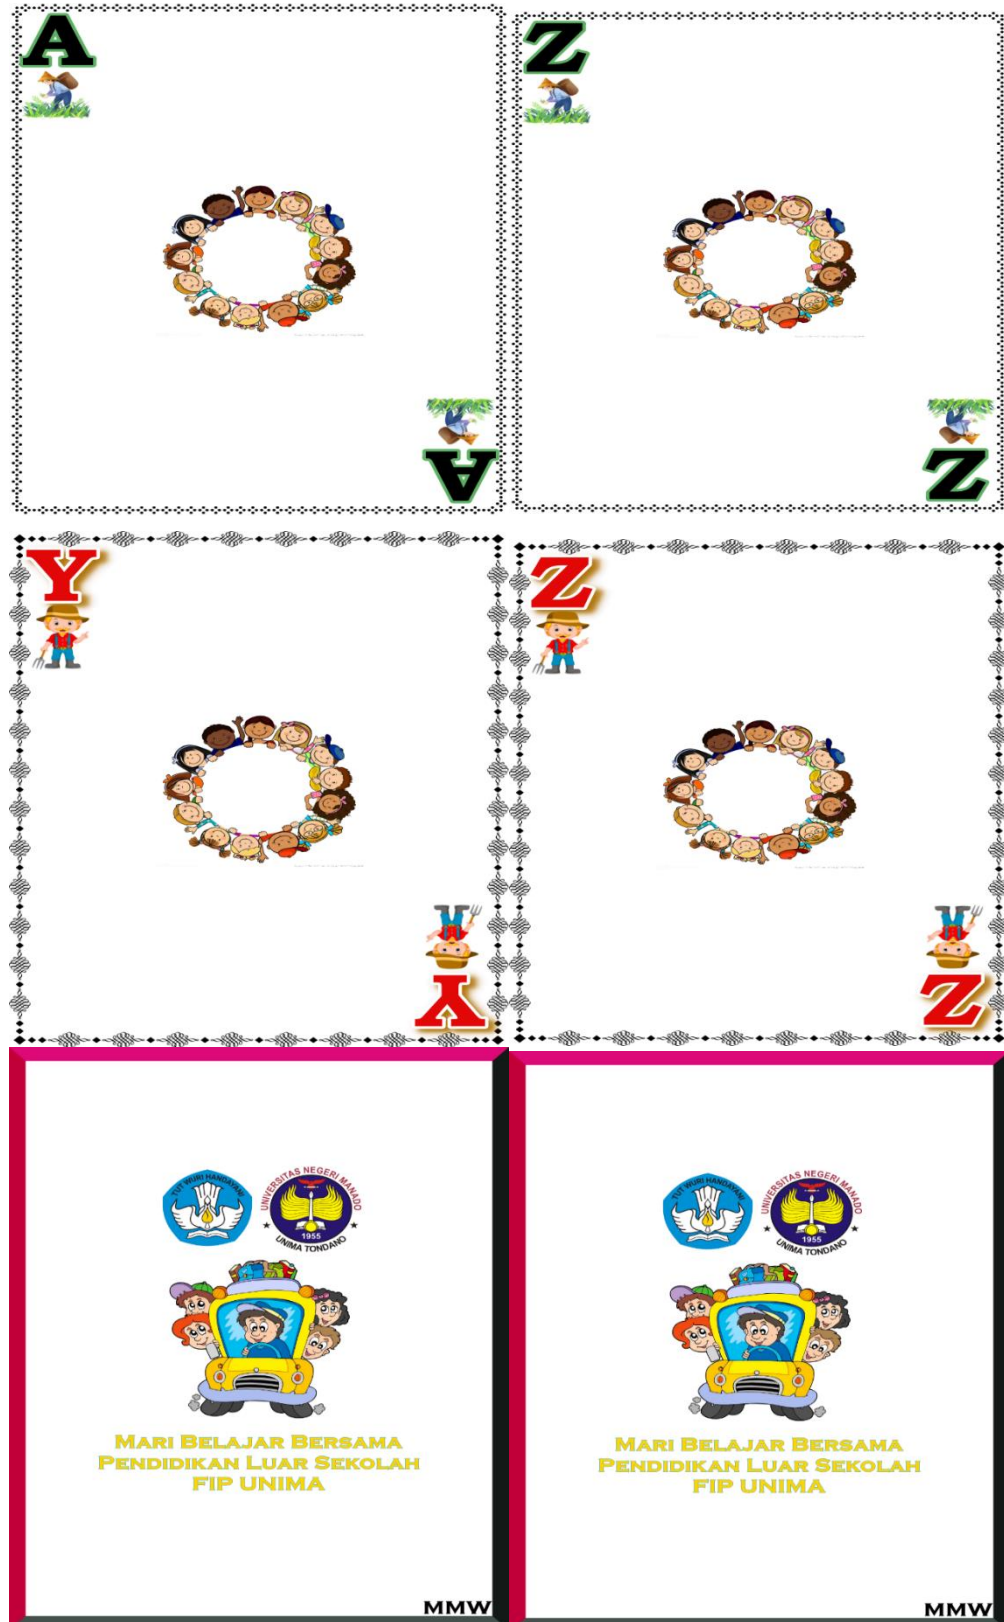 A
Z
A
Z
Y
Z
Y
Z
TUT WURI HANDAYANI
UNIVERSITAS NEGERI MANADO
1955
UNIMA TONDANO
MARI BELAJAR BERSAMA
PENDIDIKAN LUAR SEKOLAH
FIP UNIMA
MMW
TUT WURI HANDAYANI
UNIVERSITAS NEGERI MANADO
1955
UNIMA TONDANO
MARI BELAJAR BERSAMA
PENDIDIKAN LUAR SEKOLAH
FIP UNIMA
MMW